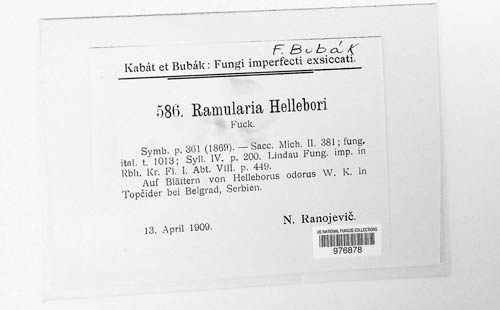 F. Bubák
Kabát et Bubák: Fungi imperfecti exsiccati.
586. Ramularia Hellebori
Fuck.
Symb. p. 361 (1869). — Sacc. Mich. II. 381; fung.
ital. t. 1013; Syll. IV. p. 200. Lindau Fung. imp. in
Rbh. Kr. Fl. I. Abt. VIII. p. 449.
Auf Blättern von Helleborus odorus W. K. in
Topčider bei Belgrad, Serbien.
13. April 1909.
N. Ranojevič.
US NATIONAL FUNGUS COLLECTIONS
976878